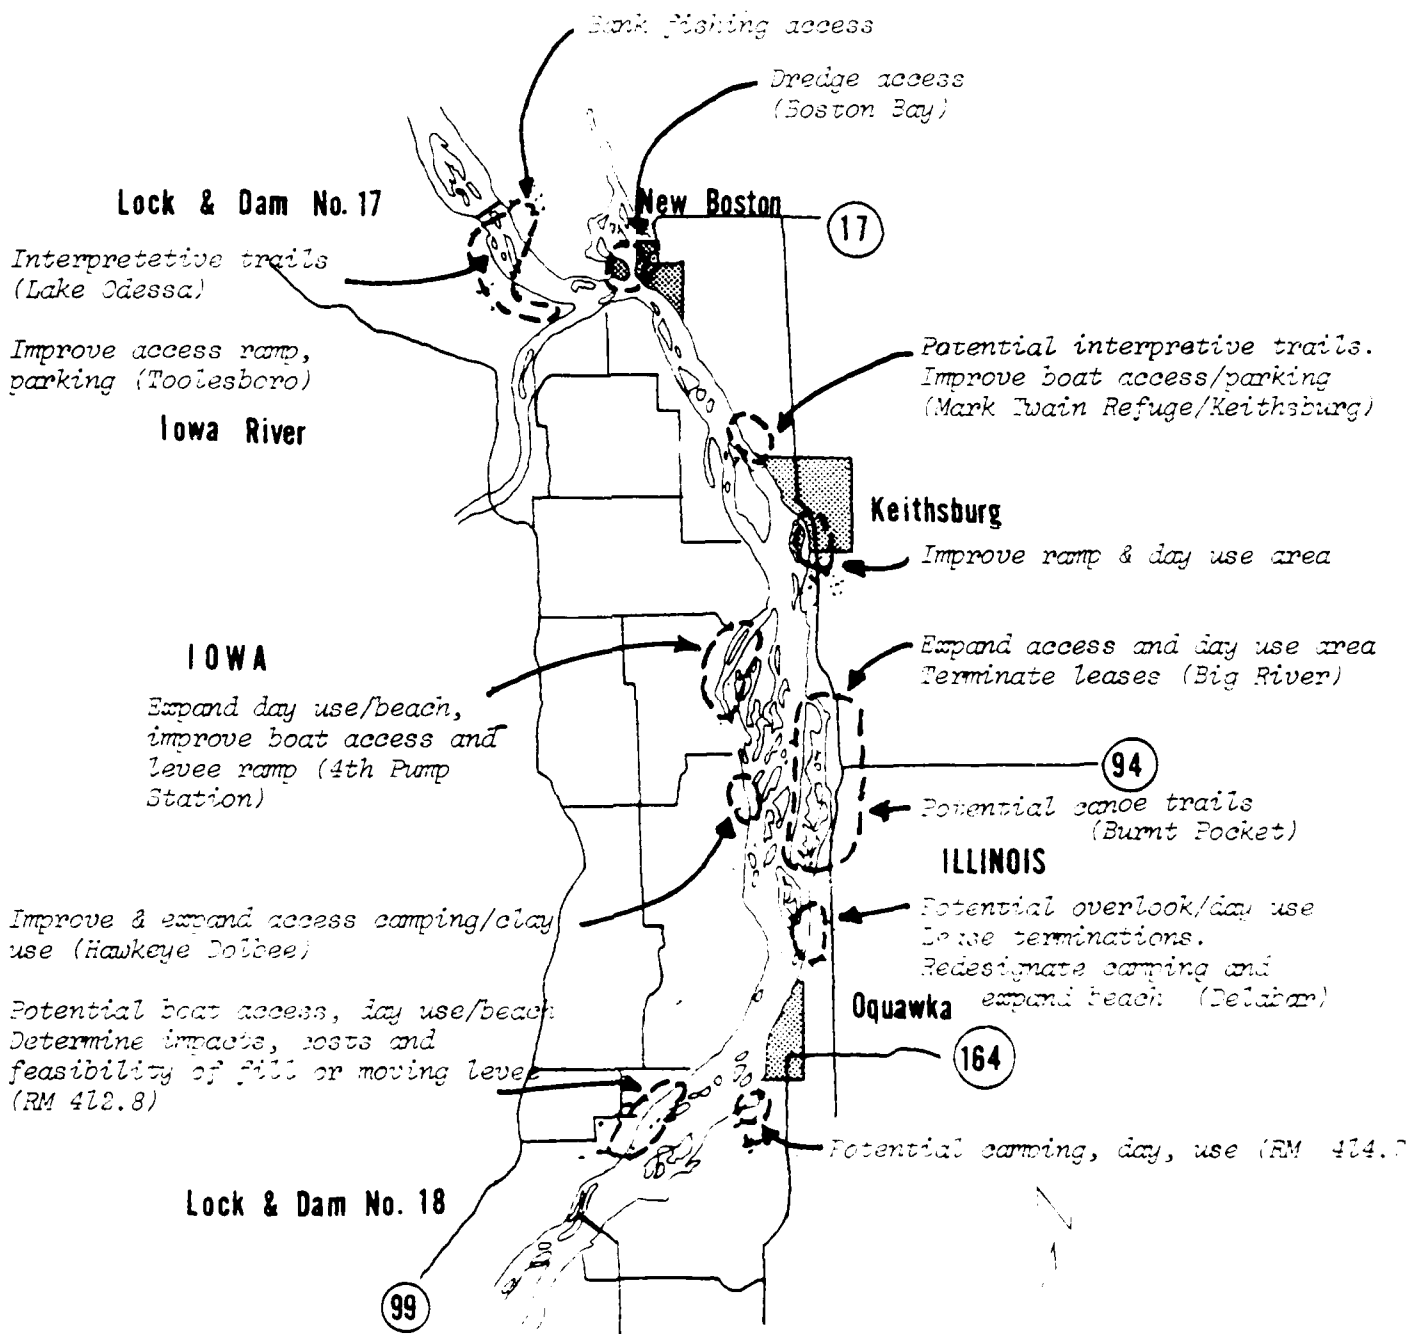 Bank fishing access
Dredge access
(Boston Bay)
Lock & Dam No. 17
New Boston
17
Interpretetive trails
(Lake Odessa)
Improve access ramp,
parking (Toolesboro)
Iowa River
Potential interpretive trails.
Improve boat access/parking
(Mark Twain Refuge/Keithsburg)
Keithsburg
Improve ramp & day use area
IOWA
Expand day use/beach,
improve boat access and
levee ramp (4th Pump
Station)
Expand access and day use area
Terminate leases (Big River)
94
Potential canoe trails
(Burnt Pocket)
ILLINOIS
Improve & expand access camping/clay
use (Hawkeye Dolbee)
Potential overlook/day use
Lease terminations.
Redesignate camping and
expand beach (Delabar)
Oquawka
164
Potential boat access, day use/beach
Determine impacts, costs and
feasibility of fill or moving levee
(RM 412.8)
Potential camping, day, use (RM 414.
Lock & Dam No. 18
N
99